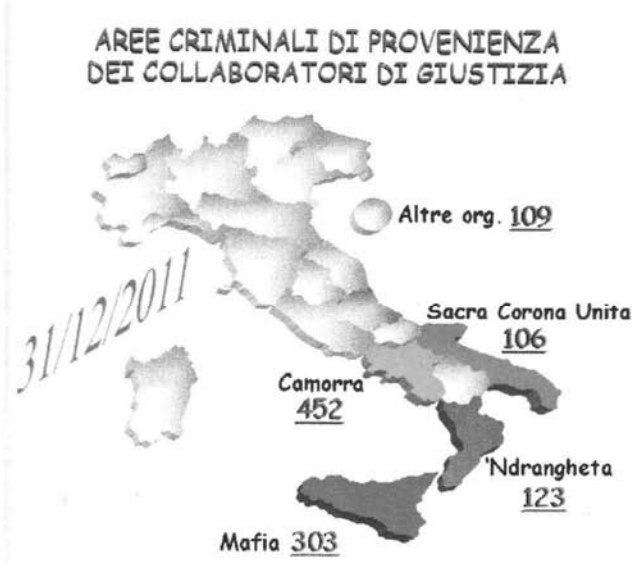 AREE CRIMINALI DI PROVENIENZA
DEI COLLABORATORI DI GIUSTIZIA
Altre org. 109
31/12/2011
Sacra Corona Unita
106
Camorra
452
'Ndrangheta
123
Mafia 303